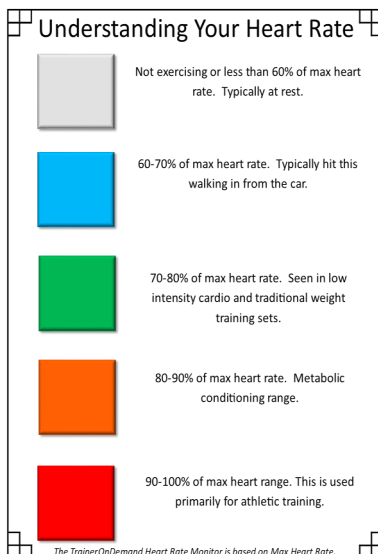 Understanding Your Heart Rate
Not exercising or less than 60% of max heart
rate. Typically at rest.
60-70% of max heart rate. Typically hit this
walking in from the car.
70-80% of max heart rate. Seen in low
intensity cardio and traditional weight
training sets.
80-90% of max heart rate. Metabolic
conditioning range.
90-100% of max heart range. This is used
primarily for athletic training.
The TrainerOnDemand Heart Rate Monitor is based on Max Heart Rate.